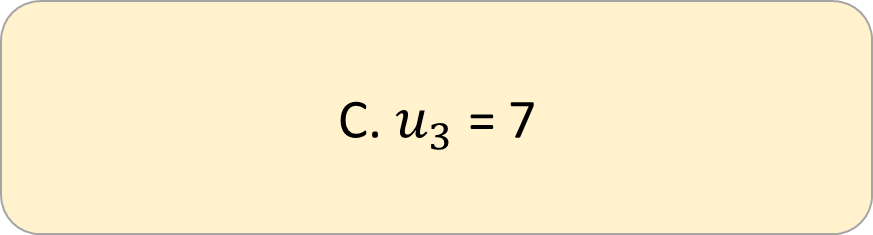 C. u₃ = 7